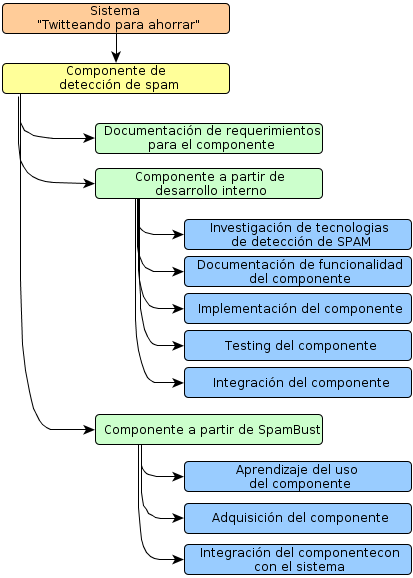 Sistema
"Twitteando para ahorrar"
Componente de
detección de spam
Documentación de requerimientos
para el componente
Componente a partir de
desarrollo interno
Investigación de tecnologias
de detección de SPAM
Documentación de funcionalidad
del componente
Implementación del componente
Testing del componente
Integración del componente
Componente a partir de SpamBust
Aprendizaje del uso
del componente
Adquisición del componente
Integración del componentecon
con el sistema